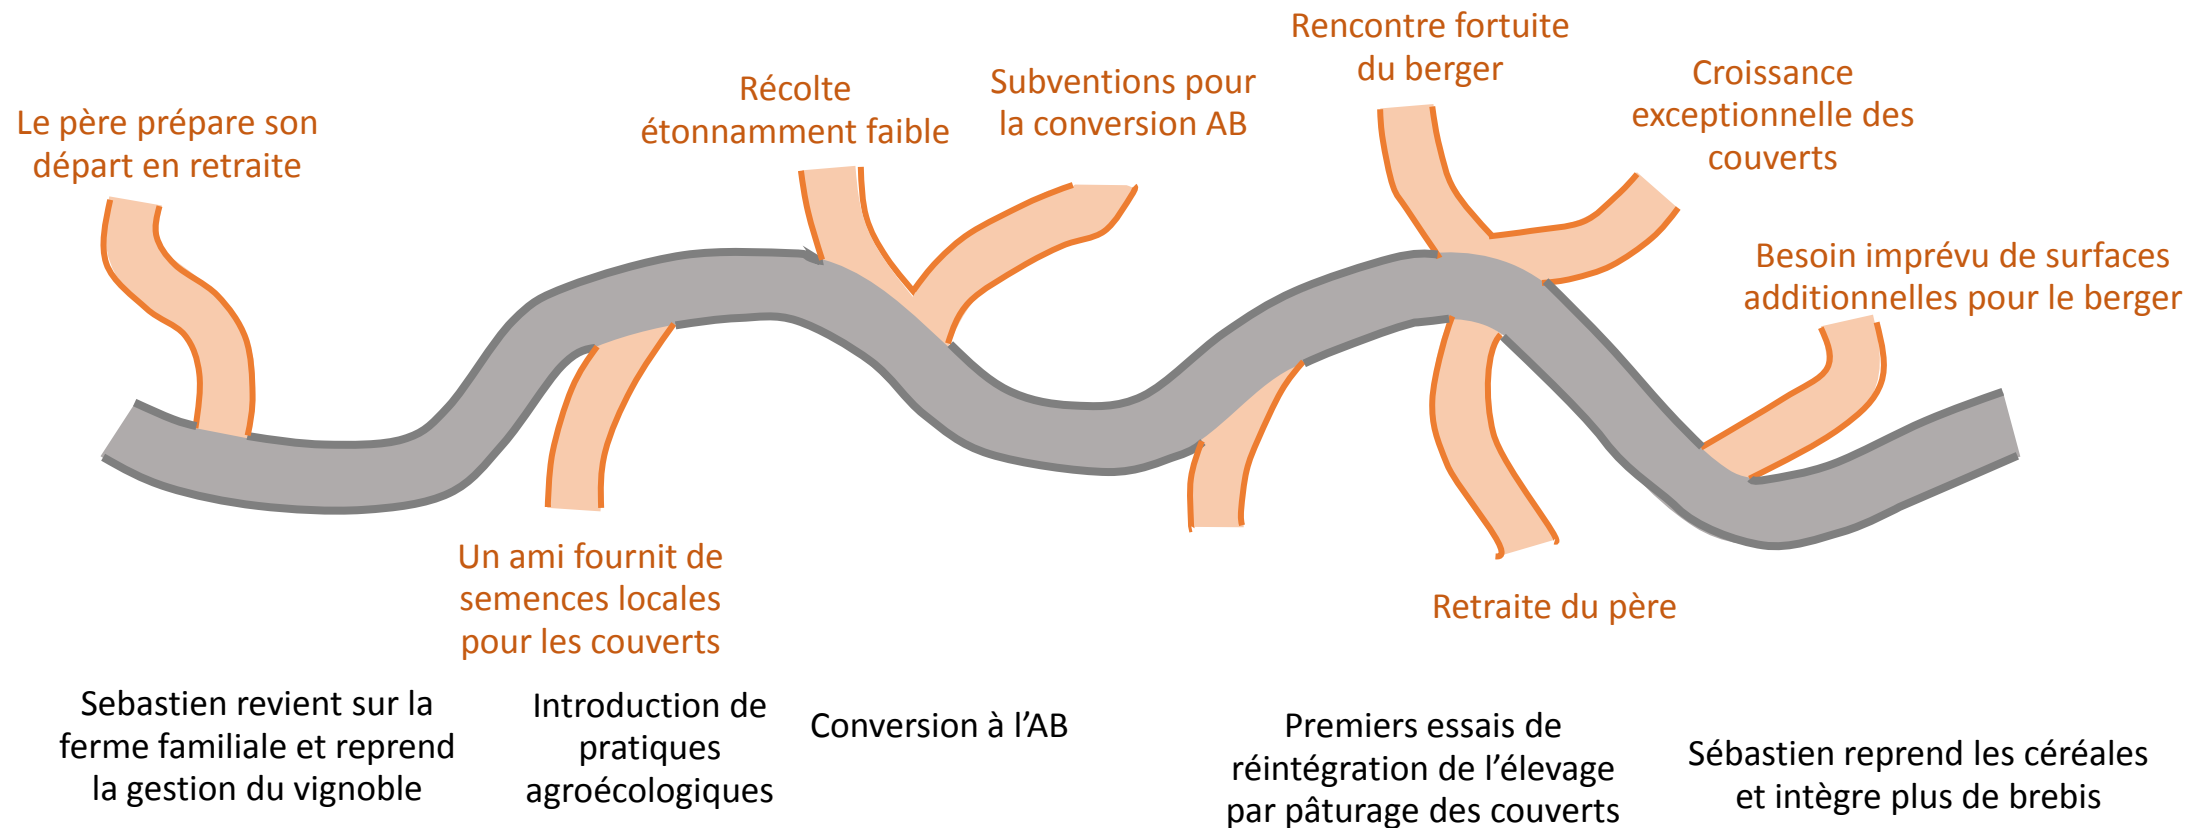 Le père prépare son
départ en retraite
Récolte
étonnamment faible
Subventions pour
la conversion AB
Rencontre fortuite
du berger
Croissance
exceptionnelle des
couverts
Besoin imprévu de surfaces
additionnelles pour le berger
Un ami fournit de
semences locales
pour les couverts
Retraite du père
Sebastien revient sur la
ferme familiale et reprend
la gestion du vignoble
Introduction de
pratiques
agroécologiques
Conversion à l'AB
Premiers essais de
réintégration de l'élevage
par pâturage des couverts
Sébastien reprend les céréales
et intègre plus de brebis